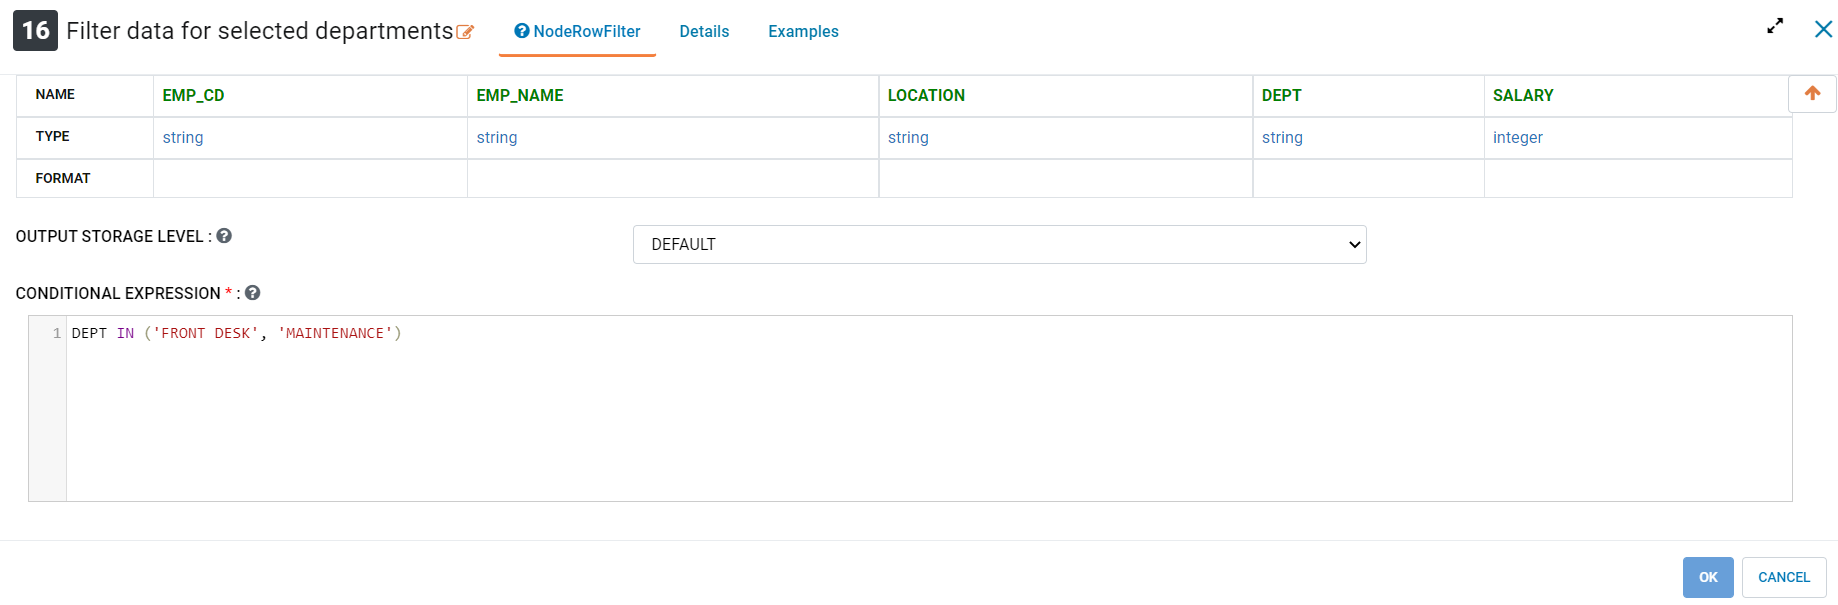 16 Filter data for selected departments NodeRowFilter Details Examples
NAME EMP_CD EMP_NAME LOCATION DEPT SALARY
TYPE string string string string integer
FORMAT
OUTPUT STORAGE LEVEL : DEFAULT
CONDITIONAL EXPRESSION * :
1 DEPT IN ('FRONT DESK', 'MAINTENANCE')
OK CANCEL